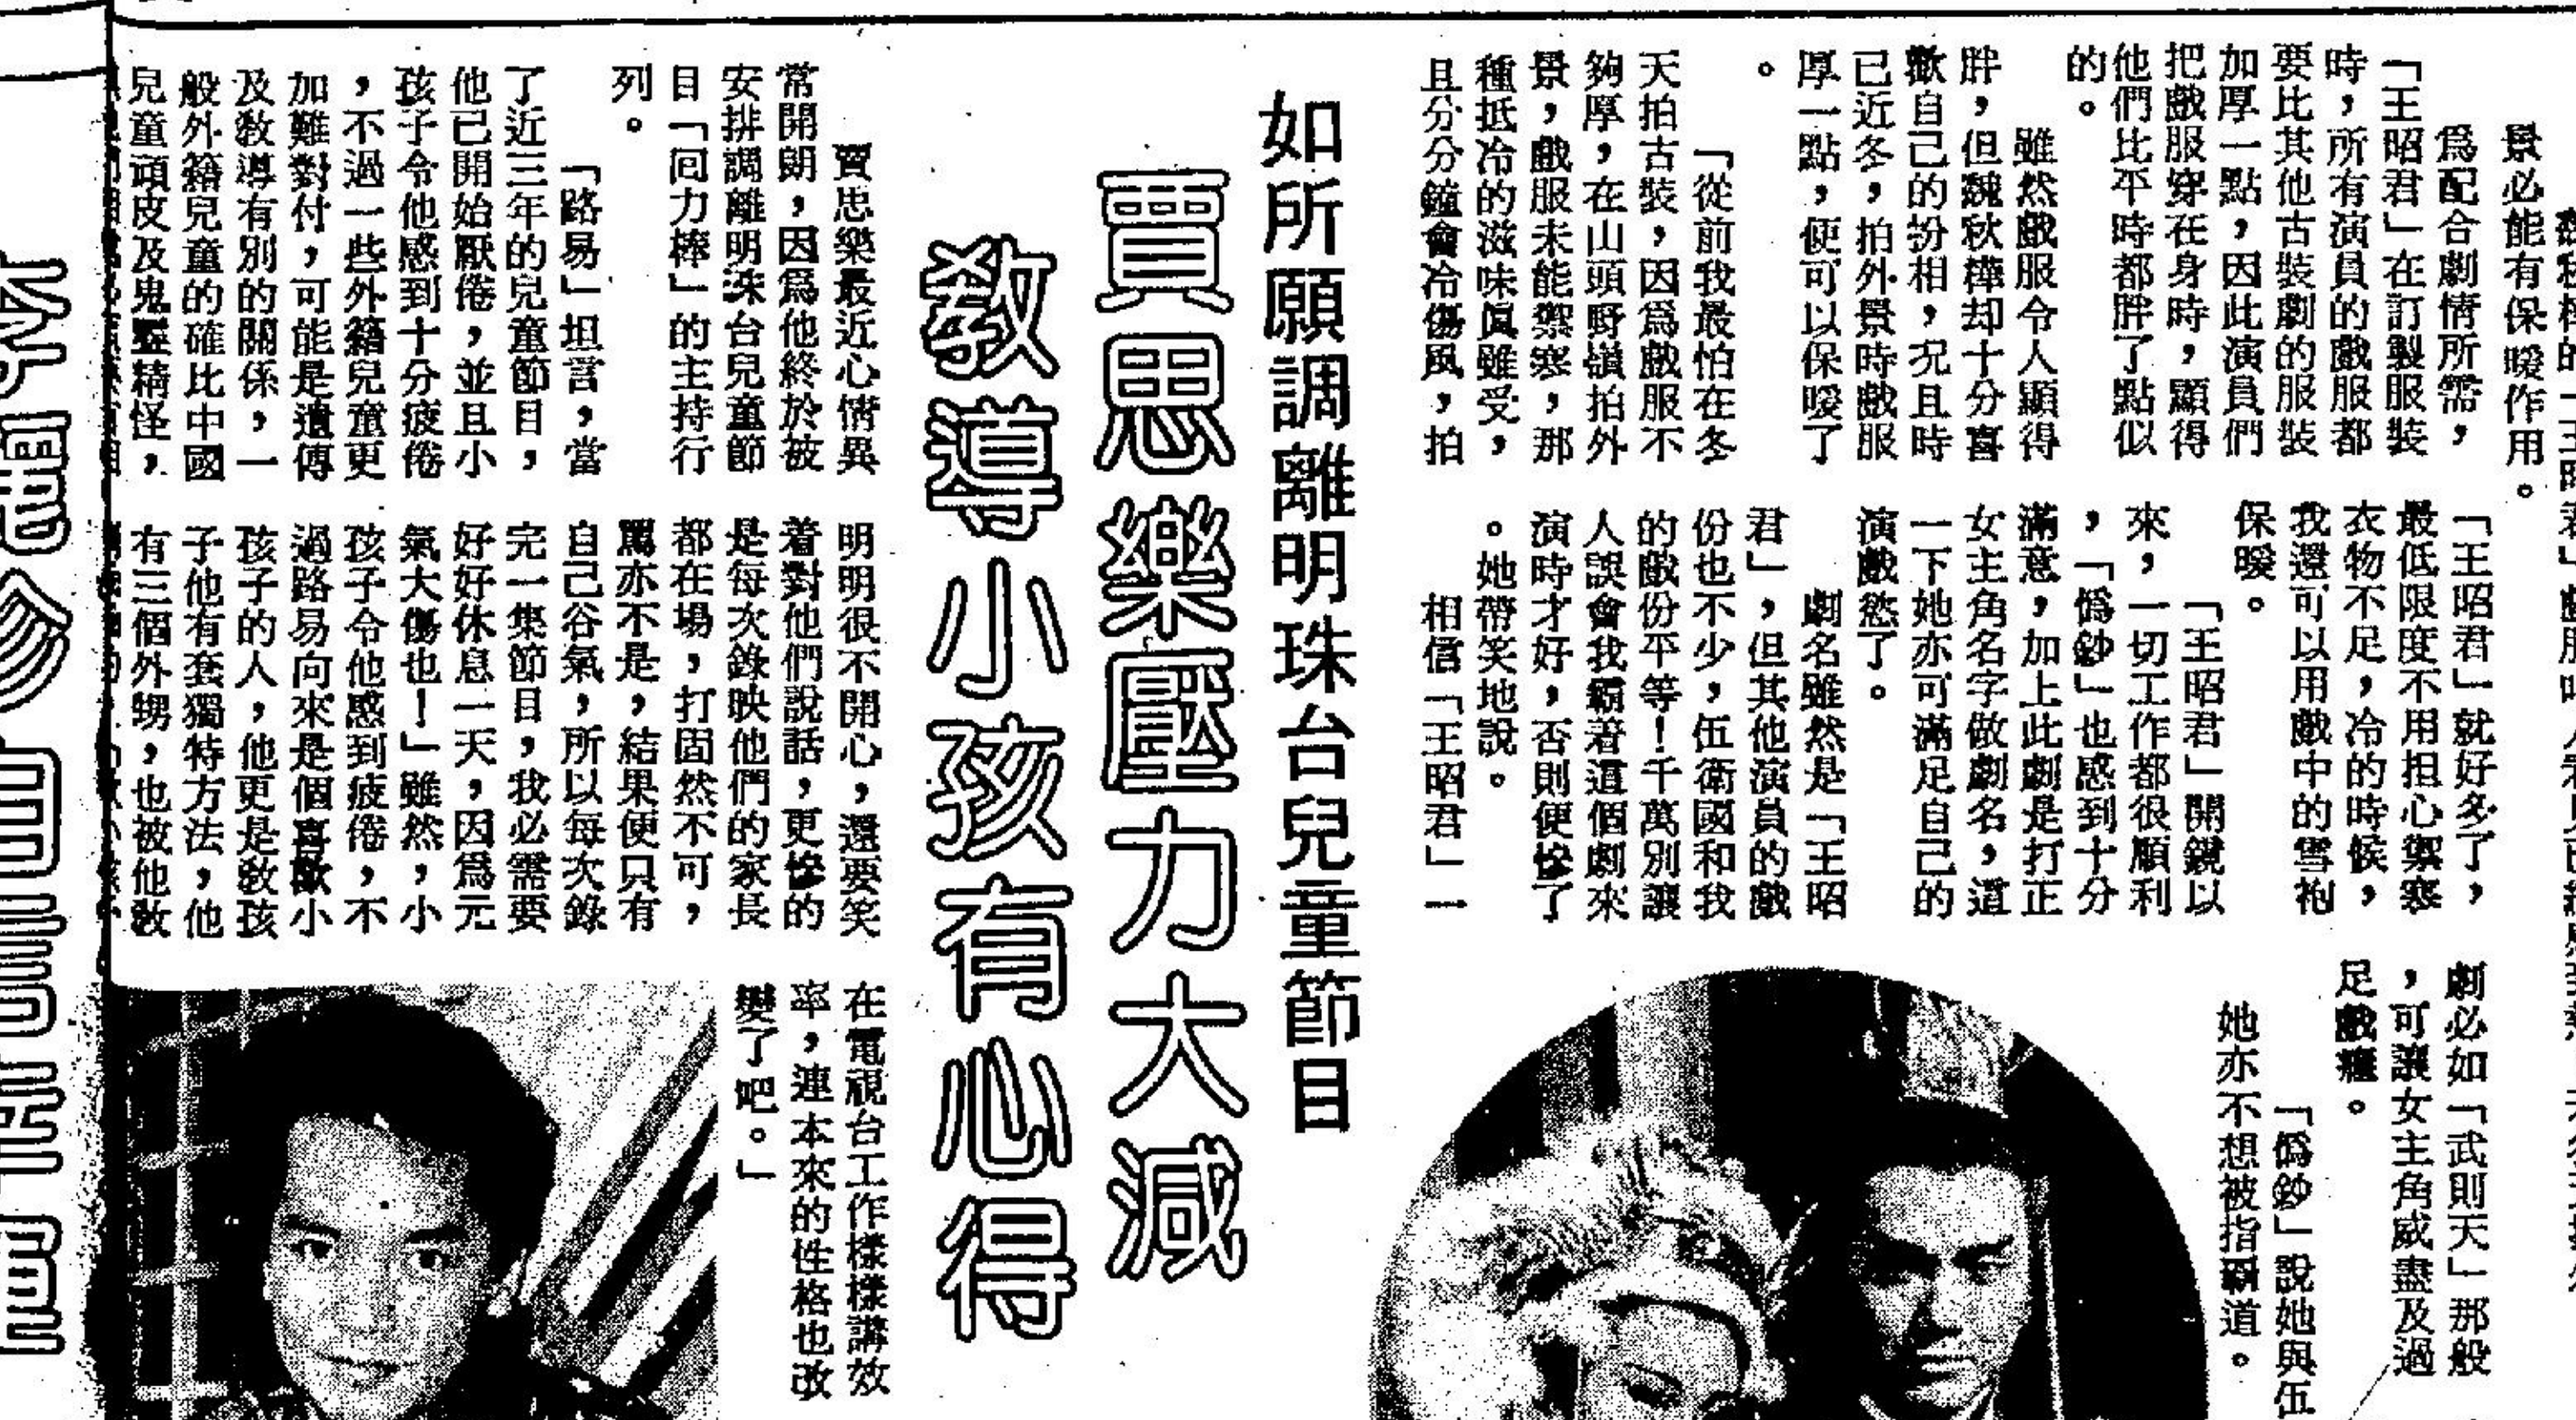 景必能有保暖作用。
爲配合劇情所需，
「王昭君」在訂製服裝
時，所有演員的戲服都
要比其他古裝劇的服裝
加厚一點，因此演員們
把戲服穿在身時，顯得
他們比平時都胖了點似
的。
雖然戲服令人顯得
胖，但魏秋樺却十分喜
歡自己的扮相，況且時
已近冬，拍外景時戲服
厚一點，便可以保暖了
。
「從前我最怕在冬
天拍古裝，因爲戲服不
夠厚，在山頭野嶺拍外
景，戲服未能禦寒，那
種抵冷的滋味眞雖受，
且分分鐘會冷傷風，拍
「王昭君」就好多了，
最低限度不用担心禦寒
衣物不足，冷的時候，
我還可以用戲中的雪袍
保暖。
「王昭君」開鏡以
來，一切工作都很順利
，「僞鈔」也感到十分
滿意，加上此劇是打正
女主角名字做劇名，這
一下她亦可滿足自己的
演戲慾了。
劇名雖然是「王昭
君」，但其他演員的戲
份也不少，伍衛國和我
的戲份平等！千萬別讓
人誤會我霸着這個劇來
演時才好，否則便慘了
。她帶笑地說。
相信「王昭君」一
劇必如「武則天」那般
，可讓女主角威盡及過
足戲癮。
「僞鈔」說她與伍
她亦不想被指霸道。
如所願調離明珠台兒童節目
賈思樂壓力大減
敎導小孩有心得
賈思樂最近心情異
常開朗，因爲他終於被
安排調離明珠台兒童節
目「回力棒」的主持行
列。
「路易」坦言，當
了近三年的兒童節目，
他已開始厭倦，並且小
孩子令他感到十分疲倦
，不過一些外籍兒童更
加難對付，可能是遺傳
及敎導有別的關係，一
般外籍兒童的確比中國
兒童頑皮及鬼靈精怪，
明明很不開心，還要笑
着對他們說話，更慘的
是每次錄映他們的家長
都在場，打固然不可，
罵亦不是，結果便只有
自己谷氣，所以每次錄
完一集節目，我必需要
好好休息一天，因爲元
氣大傷也！」雖然，小
孩子令他感到疲倦，不
過路易向來是個喜歡小
孩子的人，他更是敎孩
子他有套獨特方法，他
有三個外甥，也被他敎
在電視台工作樣樣講效
率，連本來的性格也改
變了吧。」